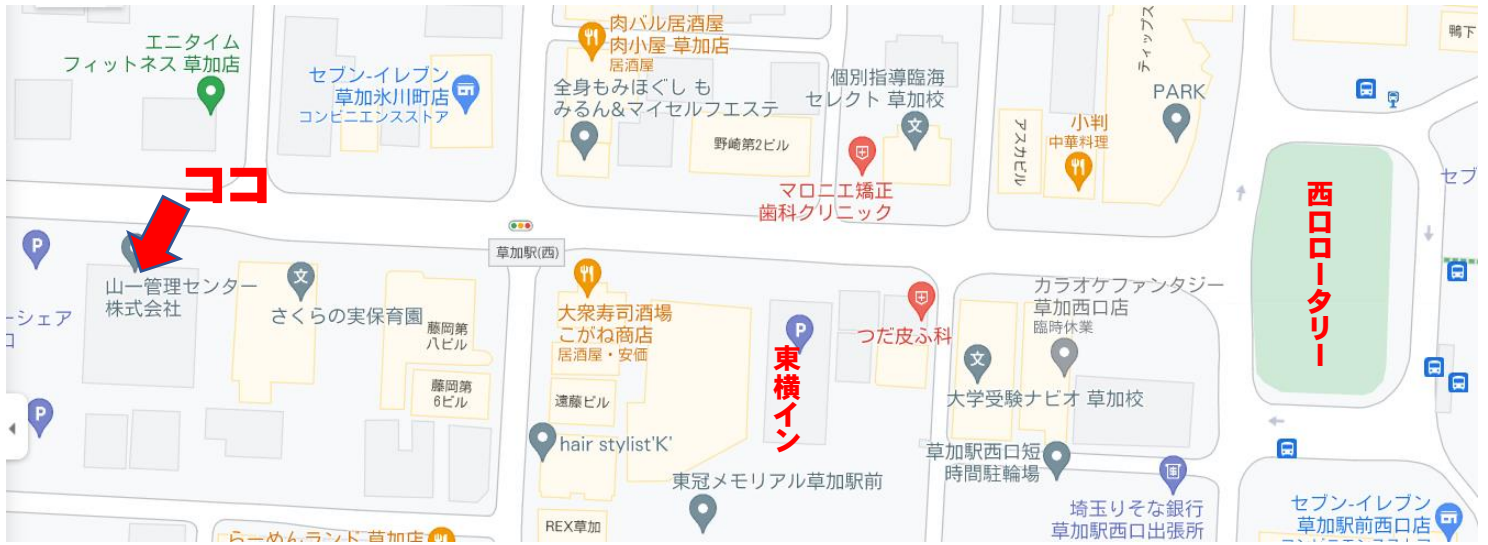 エニタイム
フィットネス 草加店
セブン-イレブン
草加氷川町店
コンビニエンスストア
肉バル居酒屋
肉小屋 草加店
居酒屋
全身もみほぐし も
みるん&マイセルフエステ
野崎第2ビル
個別指導臨海
セレクト 草加校
マロニエ矯正
歯科クリニック
アスカビル
小判
中華料理
ティップス
PARK
鴨下
セブ
ココ
P
山一管理センター
株式会社
ーシェア
口
さくらの実保育園
藤岡第
八ビル
藤岡第
6ビル
P
草加駅(西)
大衆寿司酒場
こがね商店
居酒屋・安価
遠藤ビル
hair stylist'K'
REX草加
らーめんランド 草加店
P
東横イン
東冠メモリアル草加駅前
つだ皮ふ科
カラオケファンタジー
草加西口店
臨時休業
大学受験ナビオ 草加校
草加駅西口短
時間駐輪場
埼玉りそな銀行
草加駅西口出張所
西口ロータリー
セブン-イレブン
草加駅前西口店
コンビニエンスストア